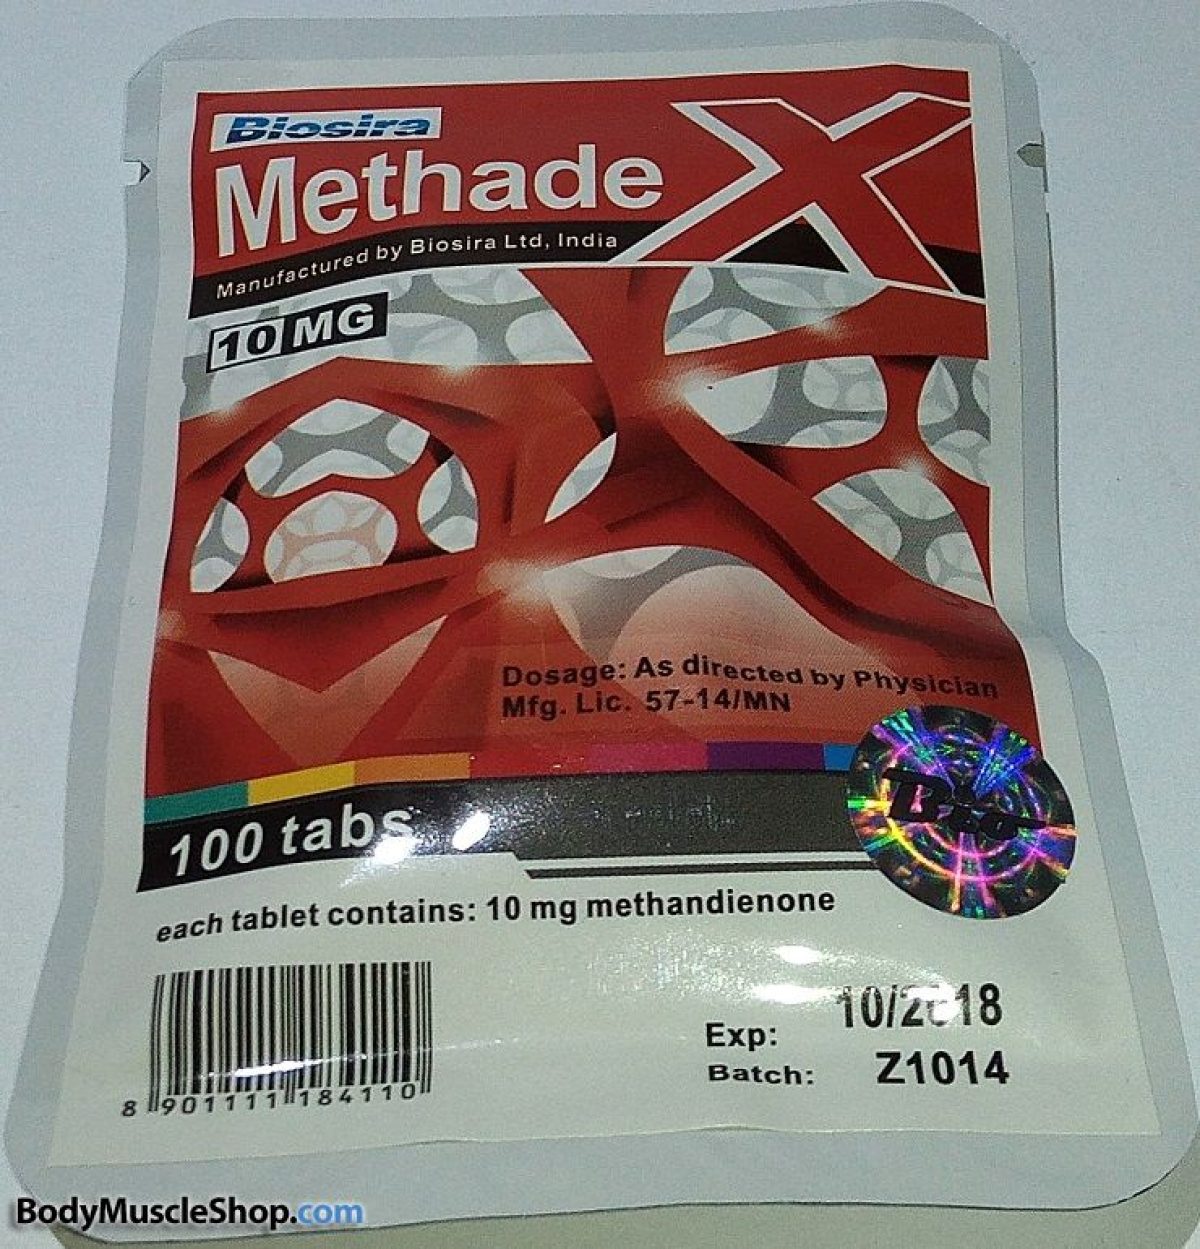 Biosira
Methade X
Manufactured by Biosira Ltd, India
10 MG
Dosage: As directed by Physician
Mfg. Lic. 57-14/MN
Bio
100 tabs
each tablet contains: 10 mg methandienone
Exp: 10/2018
Batch: Z1014
8 901111 184110
BodyMuscleShop.com